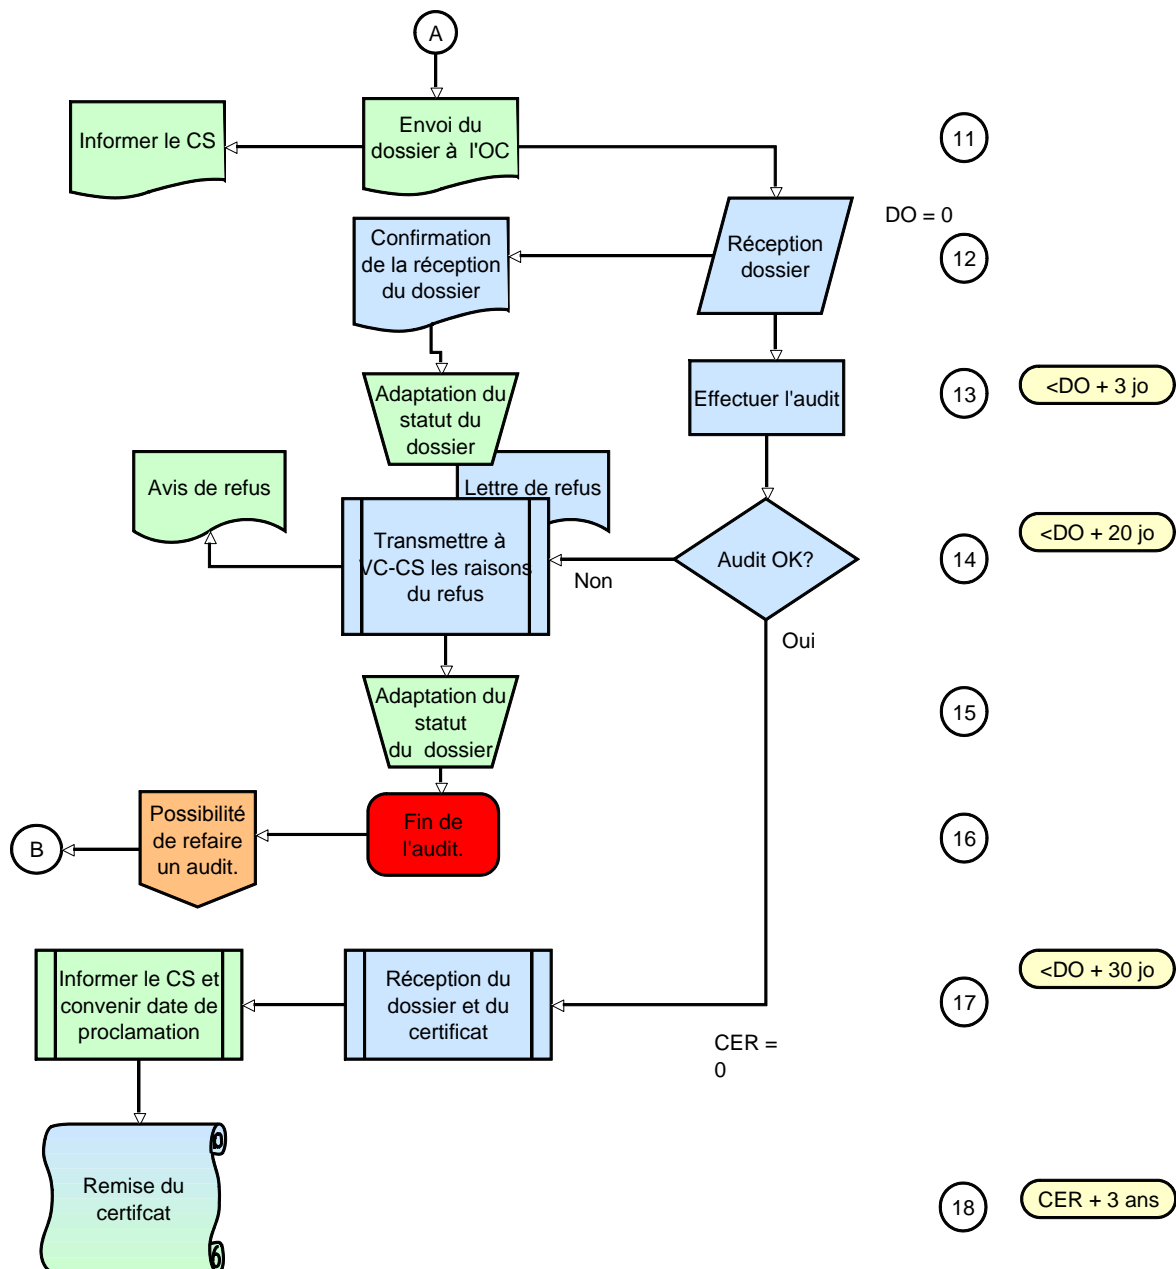 A
Informer le CS
Envoi du
dossier à l'OC
11
DO = 0
Confirmation
de la réception
du dossier
Réception
dossier
12
Adaptation du
statut du
dossier
Effectuer l'audit
13
<DO + 3 jo
Avis de refus
Lettre de refus
Transmettre à
VC-CS les raisons
du refus
Non
Audit OK?
Oui
14
<DO + 20 jo
Adaptation du
statut
du dossier
15
Possibilité
de refaire
un audit.
B
Fin de
l'audit.
16
Informer le CS et
convenir date de
proclamation
Réception du
dossier et du
certificat
CER =
0
17
<DO + 30 jo
Remise du
certifcat
18
CER + 3 ans